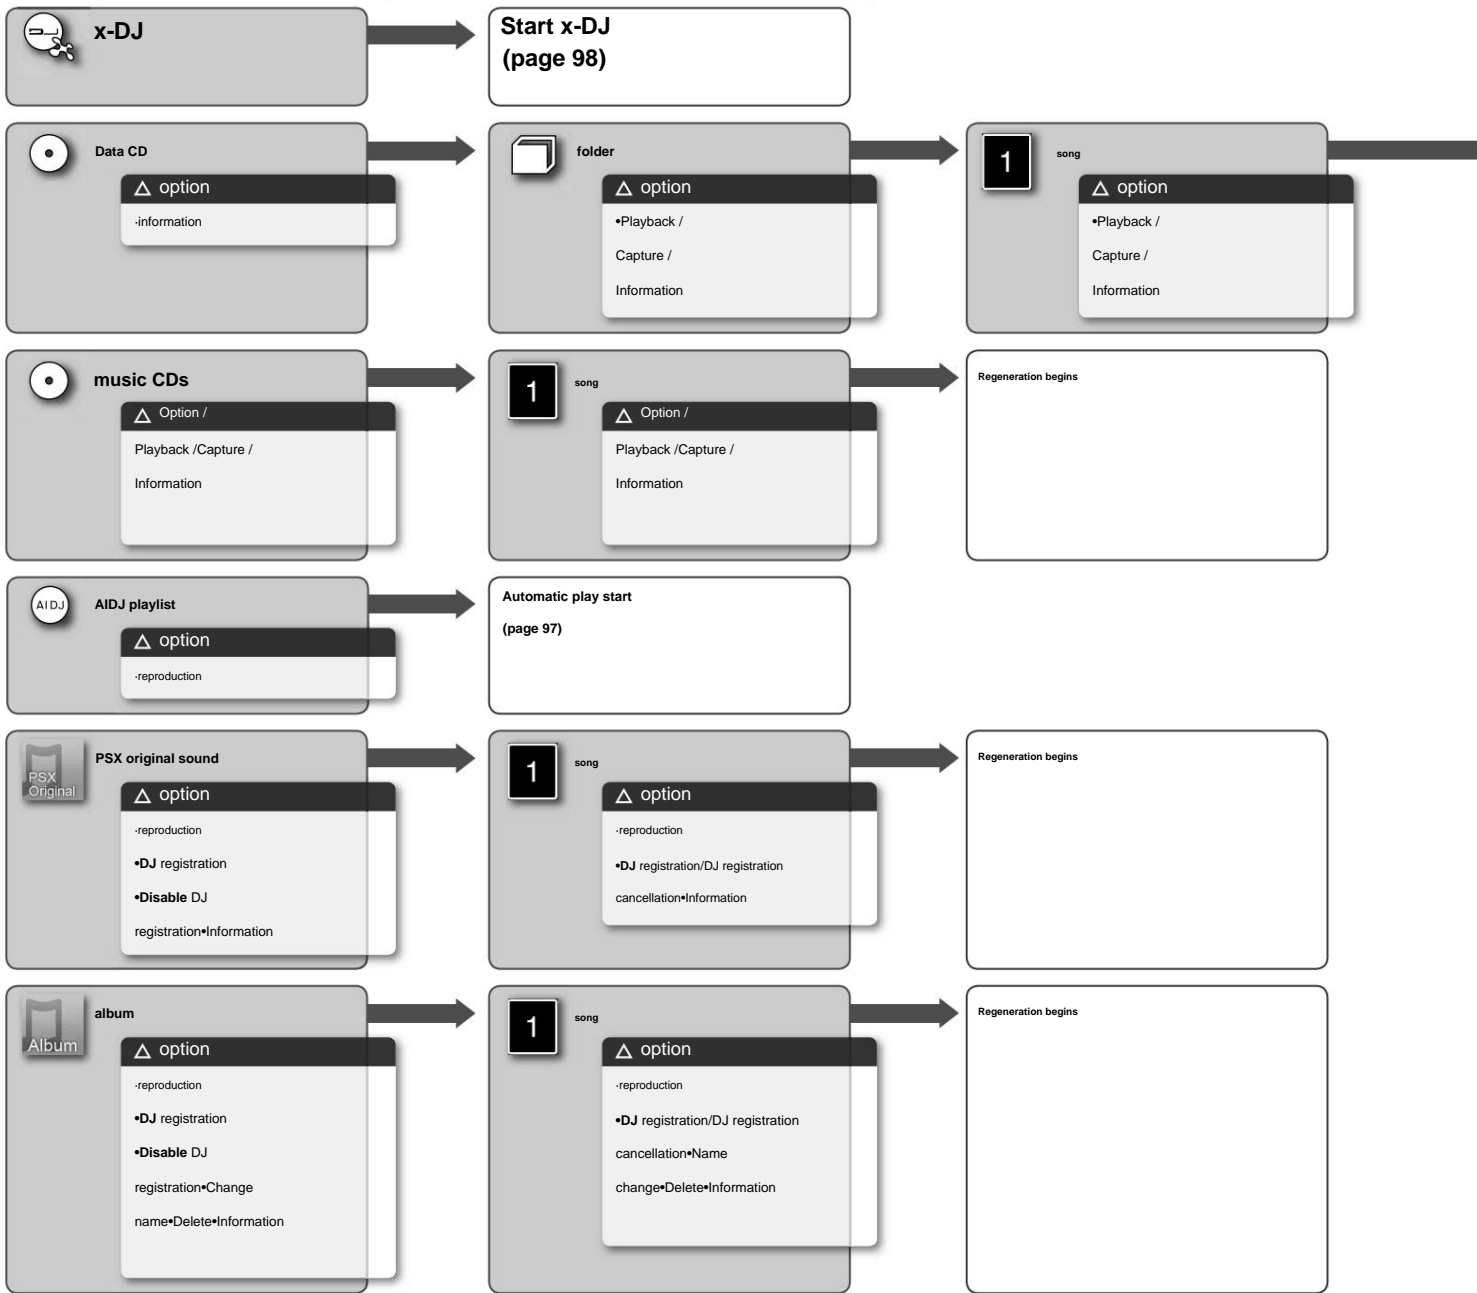 x-DJ
Start x-DJ
(page 98)
Data CD
△ option
·information
folder
△ option
•Playback /
Capture /
Information
1
song
△ option
•Playback /
Capture /
Information
music CDs
△ Option /
Playback /Capture /
Information
1
song
△ Option /
Playback /Capture /
Information
Regeneration begins
AIDJ
AIDJ playlist
△ option
·reproduction
Automatic play start
(page 97)
PSX
Original
PSX original sound
△ option
·reproduction
•DJ registration
•Disable DJ
registration•Information
1
song
△ option
·reproduction
•DJ registration/DJ registration
cancellation•Information
Regeneration begins
Album
album
△ option
·reproduction
•DJ registration
•Disable DJ
registration•Change
name•Delete•Information
1
song
△ option
·reproduction
•DJ registration/DJ registration
cancellation•Name
change•Delete•Information
Regeneration begins